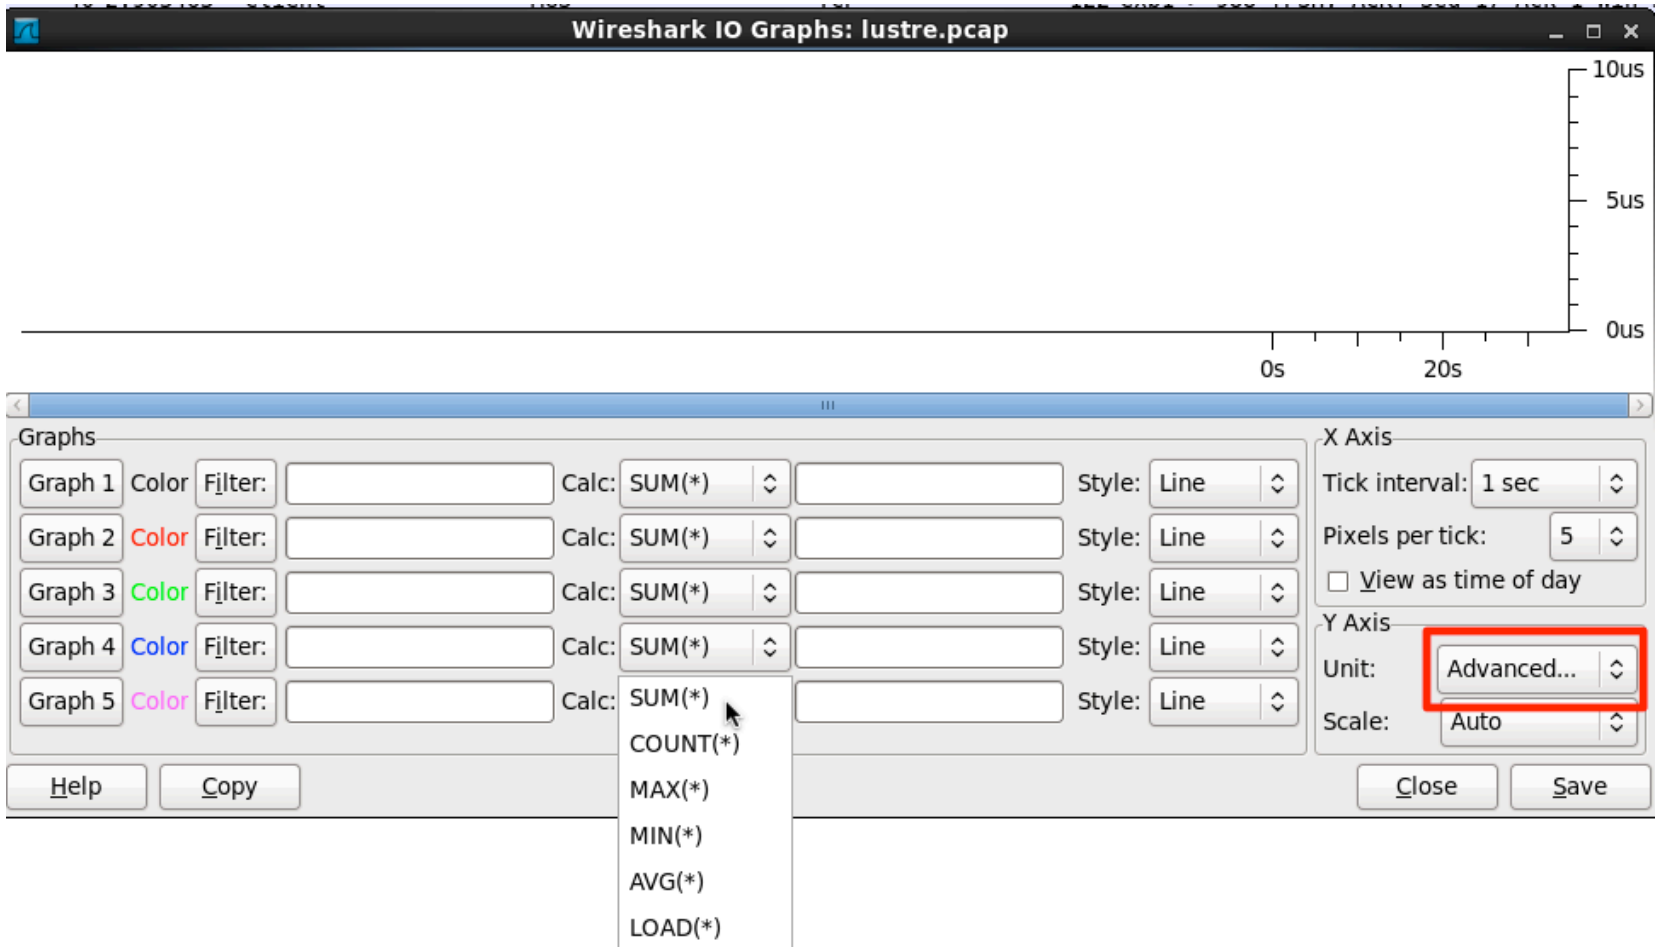 Wireshark IO Graphs: lustre.pcap
10us
5us
0us
0s 20s
Graphs
Graph 1 Color Filter: Calc: SUM(*) Style: Line
Graph 2 Color Filter: Calc: SUM(*) Style: Line
Graph 3 Color Filter: Calc: SUM(*) Style: Line
Graph 4 Color Filter: Calc: SUM(*) Style: Line
Graph 5 Color Filter: Calc: Style: Line
SUM(*)
COUNT(*)
MAX(*)
MIN(*)
AVG(*)
LOAD(*)
X Axis
Tick interval: 1 sec
Pixels per tick: 5
View as time of day
Y Axis
Unit: Advanced...
Scale: Auto
Help Copy Close Save